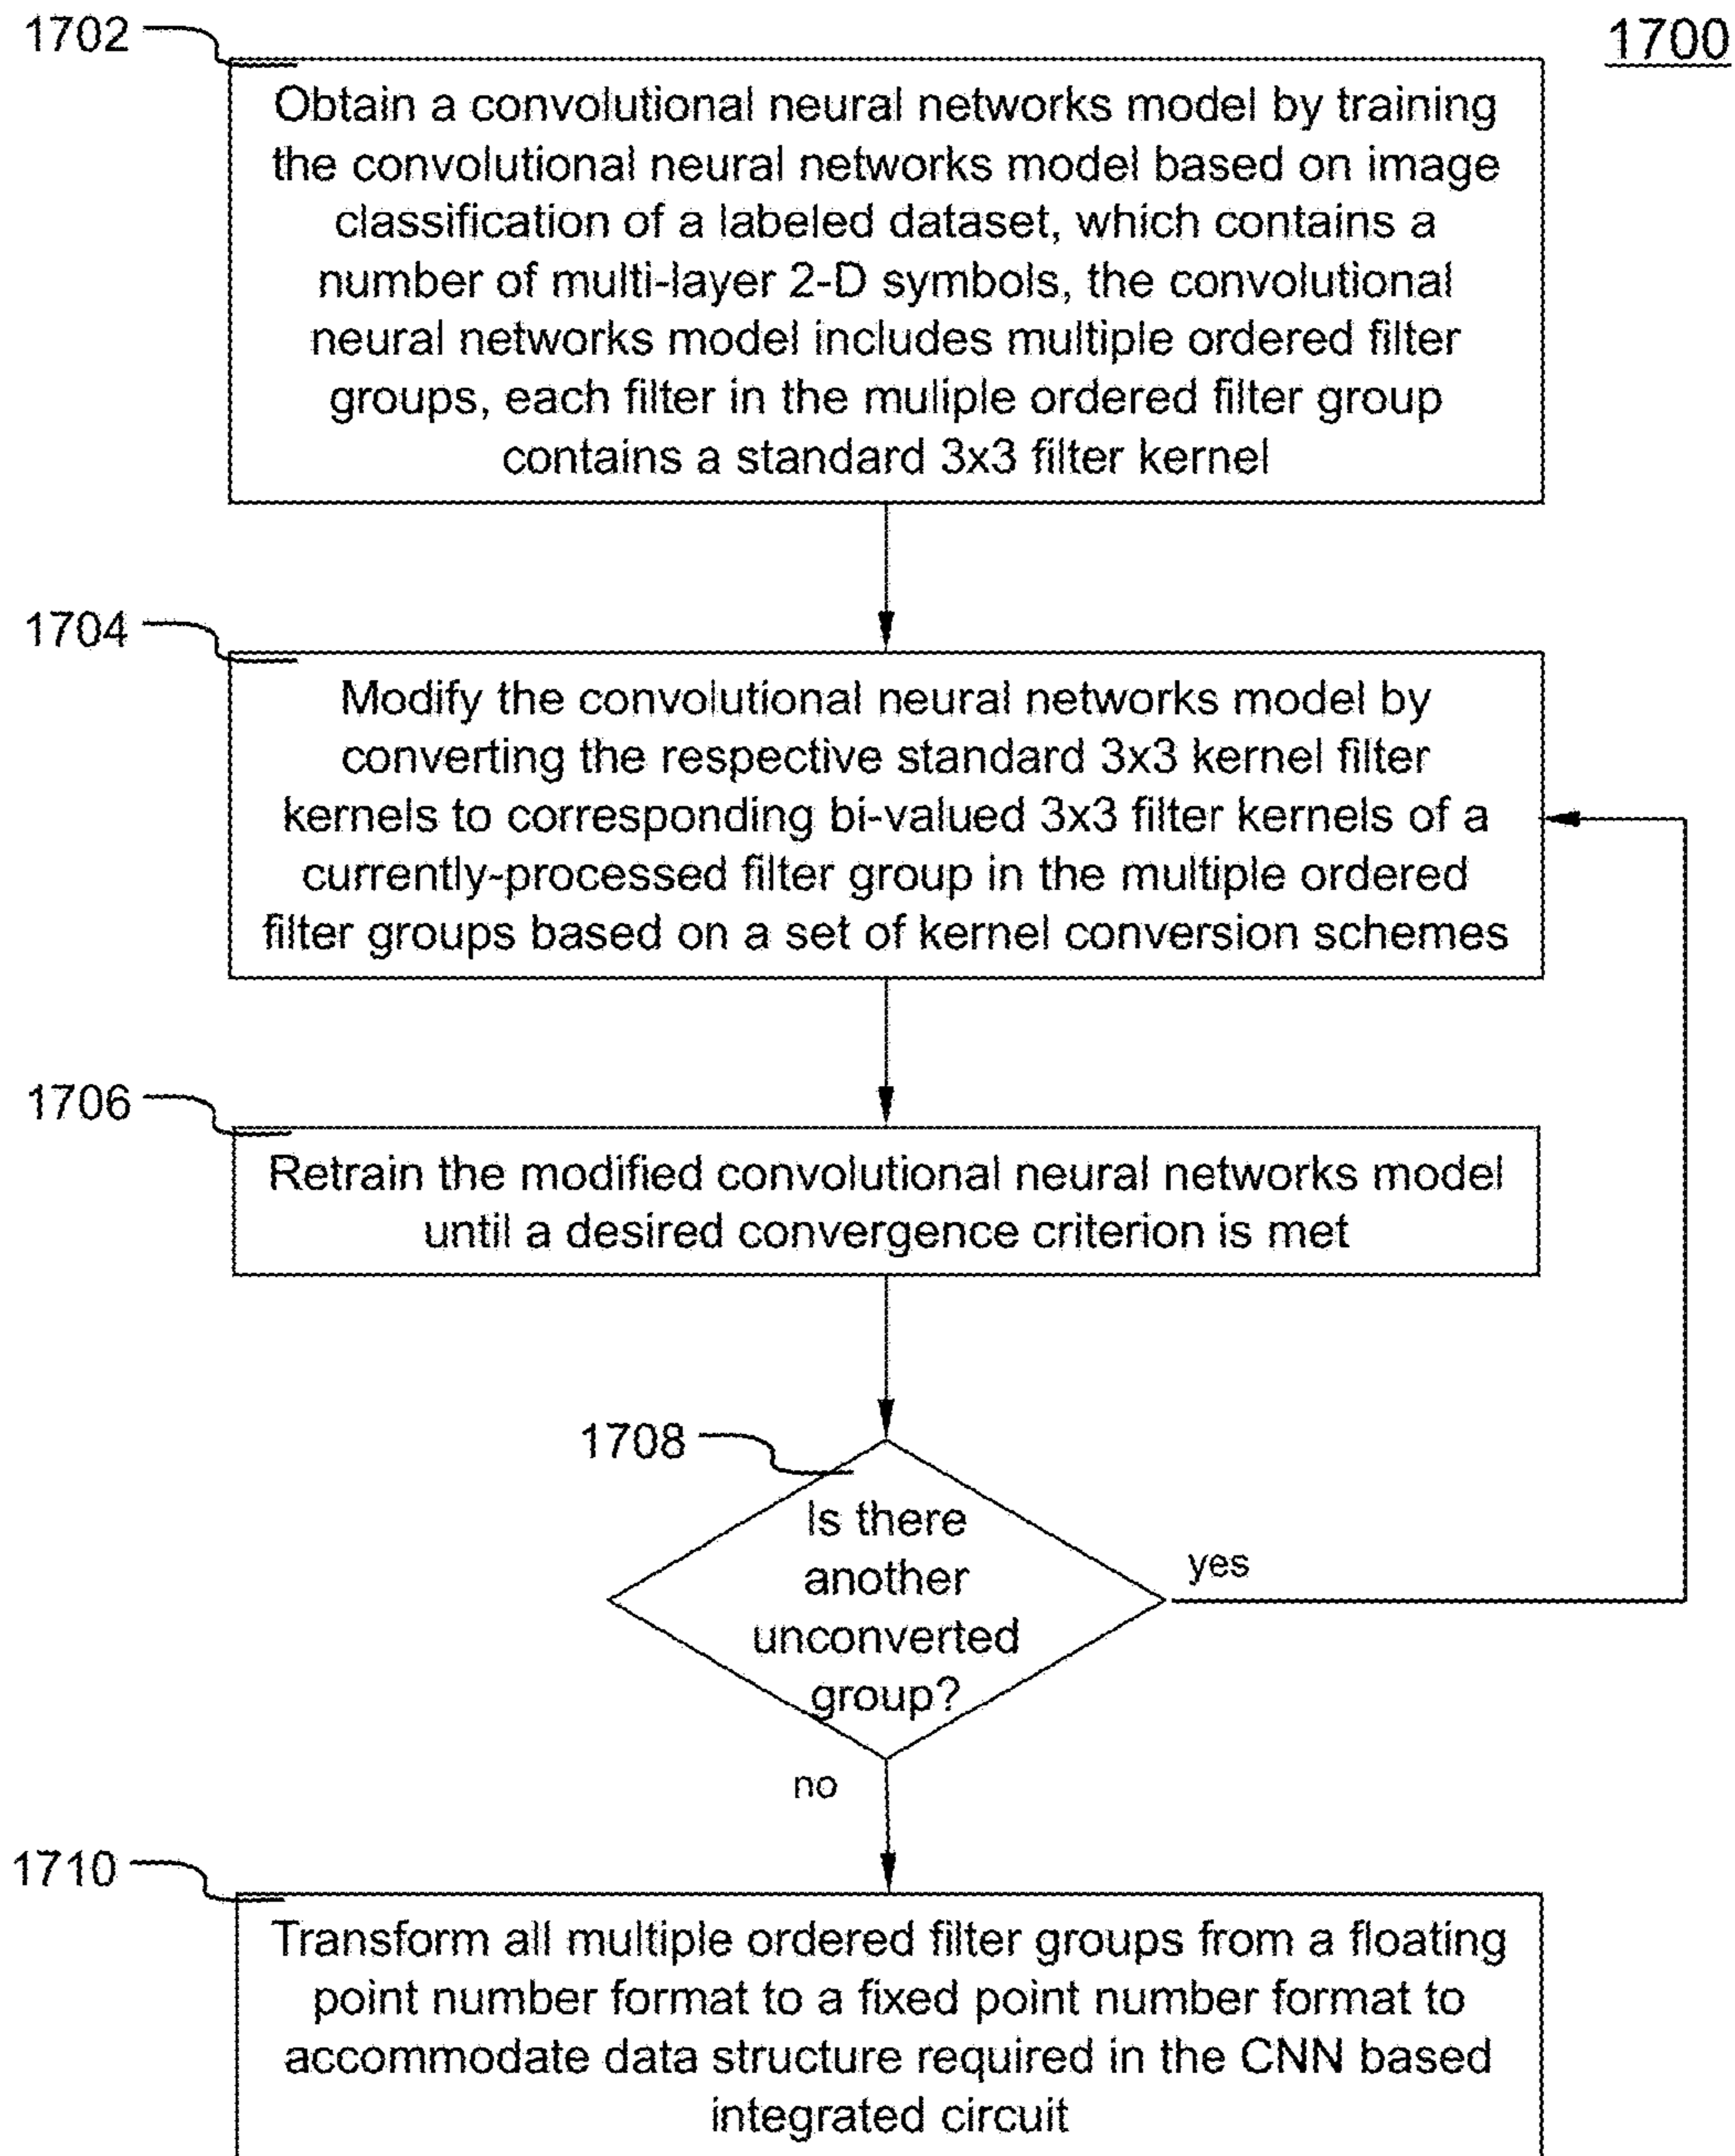 1702
1700
Obtain a convolutional neural networks model by training
the convolutional neural networks model based on image
classification of a labeled dataset, which contains a
number of multi-layer 2-D symbols, the convolutional
neural networks model includes multiple ordered filter
groups, each filter in the muliple ordered filter group
contains a standard 3x3 filter kernel
1704
Modify the convolutional neural networks model by
converting the respective standard 3x3 kernel filter
kernels to corresponding bi-valued 3x3 filter kernels of a
currently-processed filter group in the multiple ordered
filter groups based on a set of kernel conversion schemes
1706
Retrain the modified convolutional neural networks model
until a desired convergence criterion is met
1708
Is there
another
unconverted
group?
yes
no
1710
Transform all multiple ordered filter groups from a floating
point number format to a fixed point number format to
accommodate data structure required in the CNN based
integrated circuit